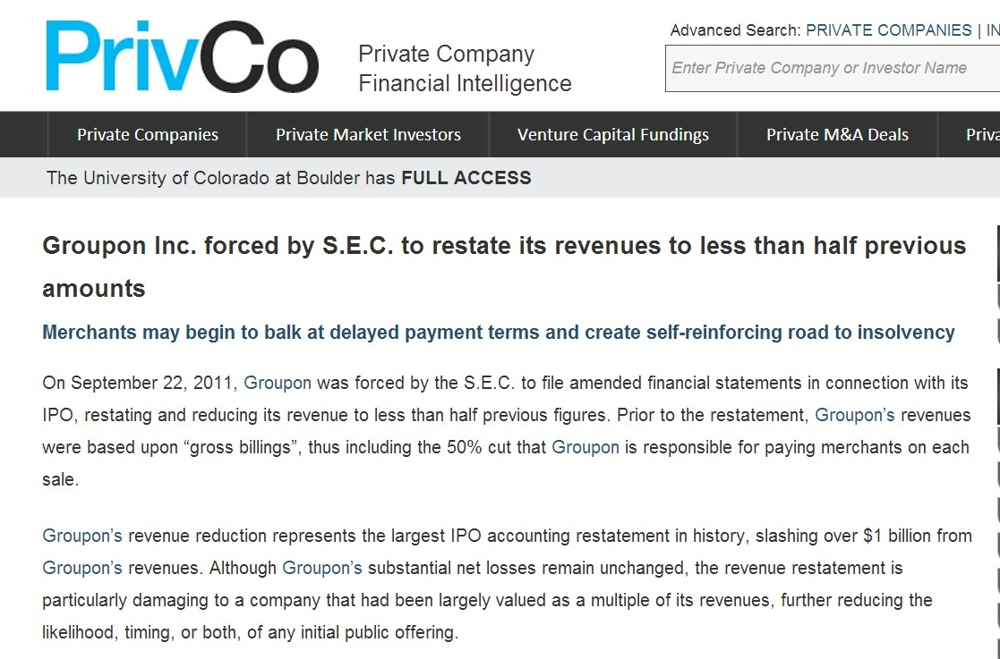 PrivCo
Private Company
Financial Intelligence
Advanced Search: PRIVATE COMPANIES |
Enter Private Company or Investor Name
Private Companies
Private Market Investors
Venture Capital Fundings
Private M&A Deals
The University of Colorado at Boulder has FULL ACCESS
Groupon Inc. forced by S.E.C. to restate its revenues to less than half previous
amounts
Merchants may begin to balk at delayed payment terms and create self-reinforcing road to insolvency
On September 22, 2011, Groupon was forced by the S.E.C. to file amended financial statements in connection with its
IPO, restating and reducing its revenue to less than half previous figures. Prior to the restatement, Groupon’s revenues
were based upon “gross billings”, thus including the 50% cut that Groupon is responsible for paying merchants on each
sale.
Groupon’s revenue reduction represents the largest IPO accounting restatement in history, slashing over $1 billion from
Groupon’s revenues. Although Groupon’s substantial net losses remain unchanged, the revenue restatement is
particularly damaging to a company that had been largely valued as a multiple of its revenues, further reducing the
likelihood, timing, or both, of any initial public offering.